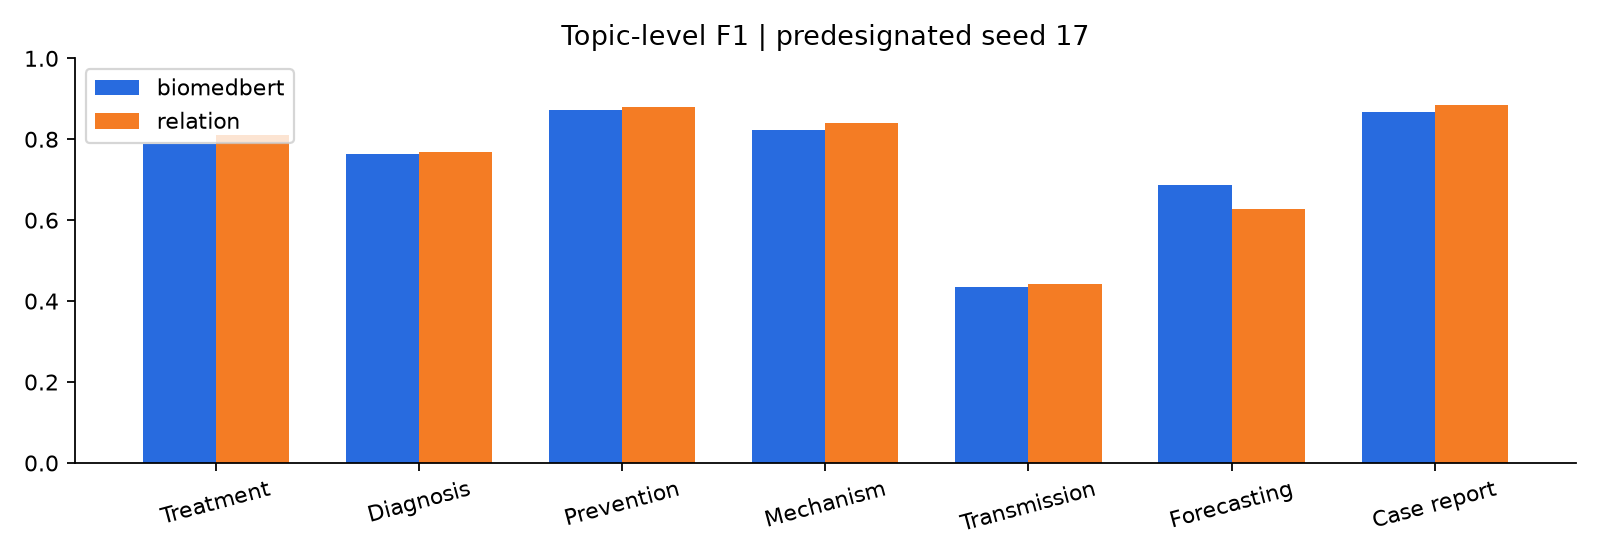 Topic-level F1 | predesignated seed 17
1.0
0.8
0.6
0.4
0.2
0.0
biomedbert
relation
Treatment
Diagnosis
Prevention
Mechanism
Transmission
Forecasting
Case report